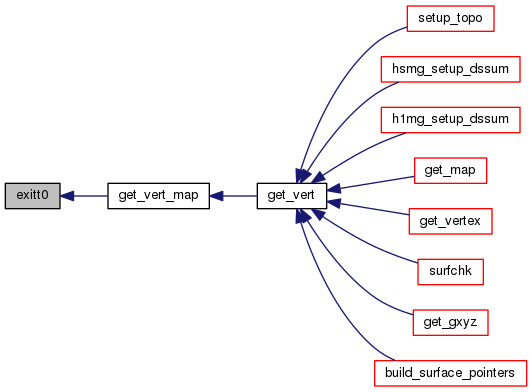 setup_topo
hsmg_setup_dssum
h1mg_setup_dssum
get_map
exitt0
get_vert_map
get_vert
get_vertex
surfchk
get_gxyz
build_surface_pointers